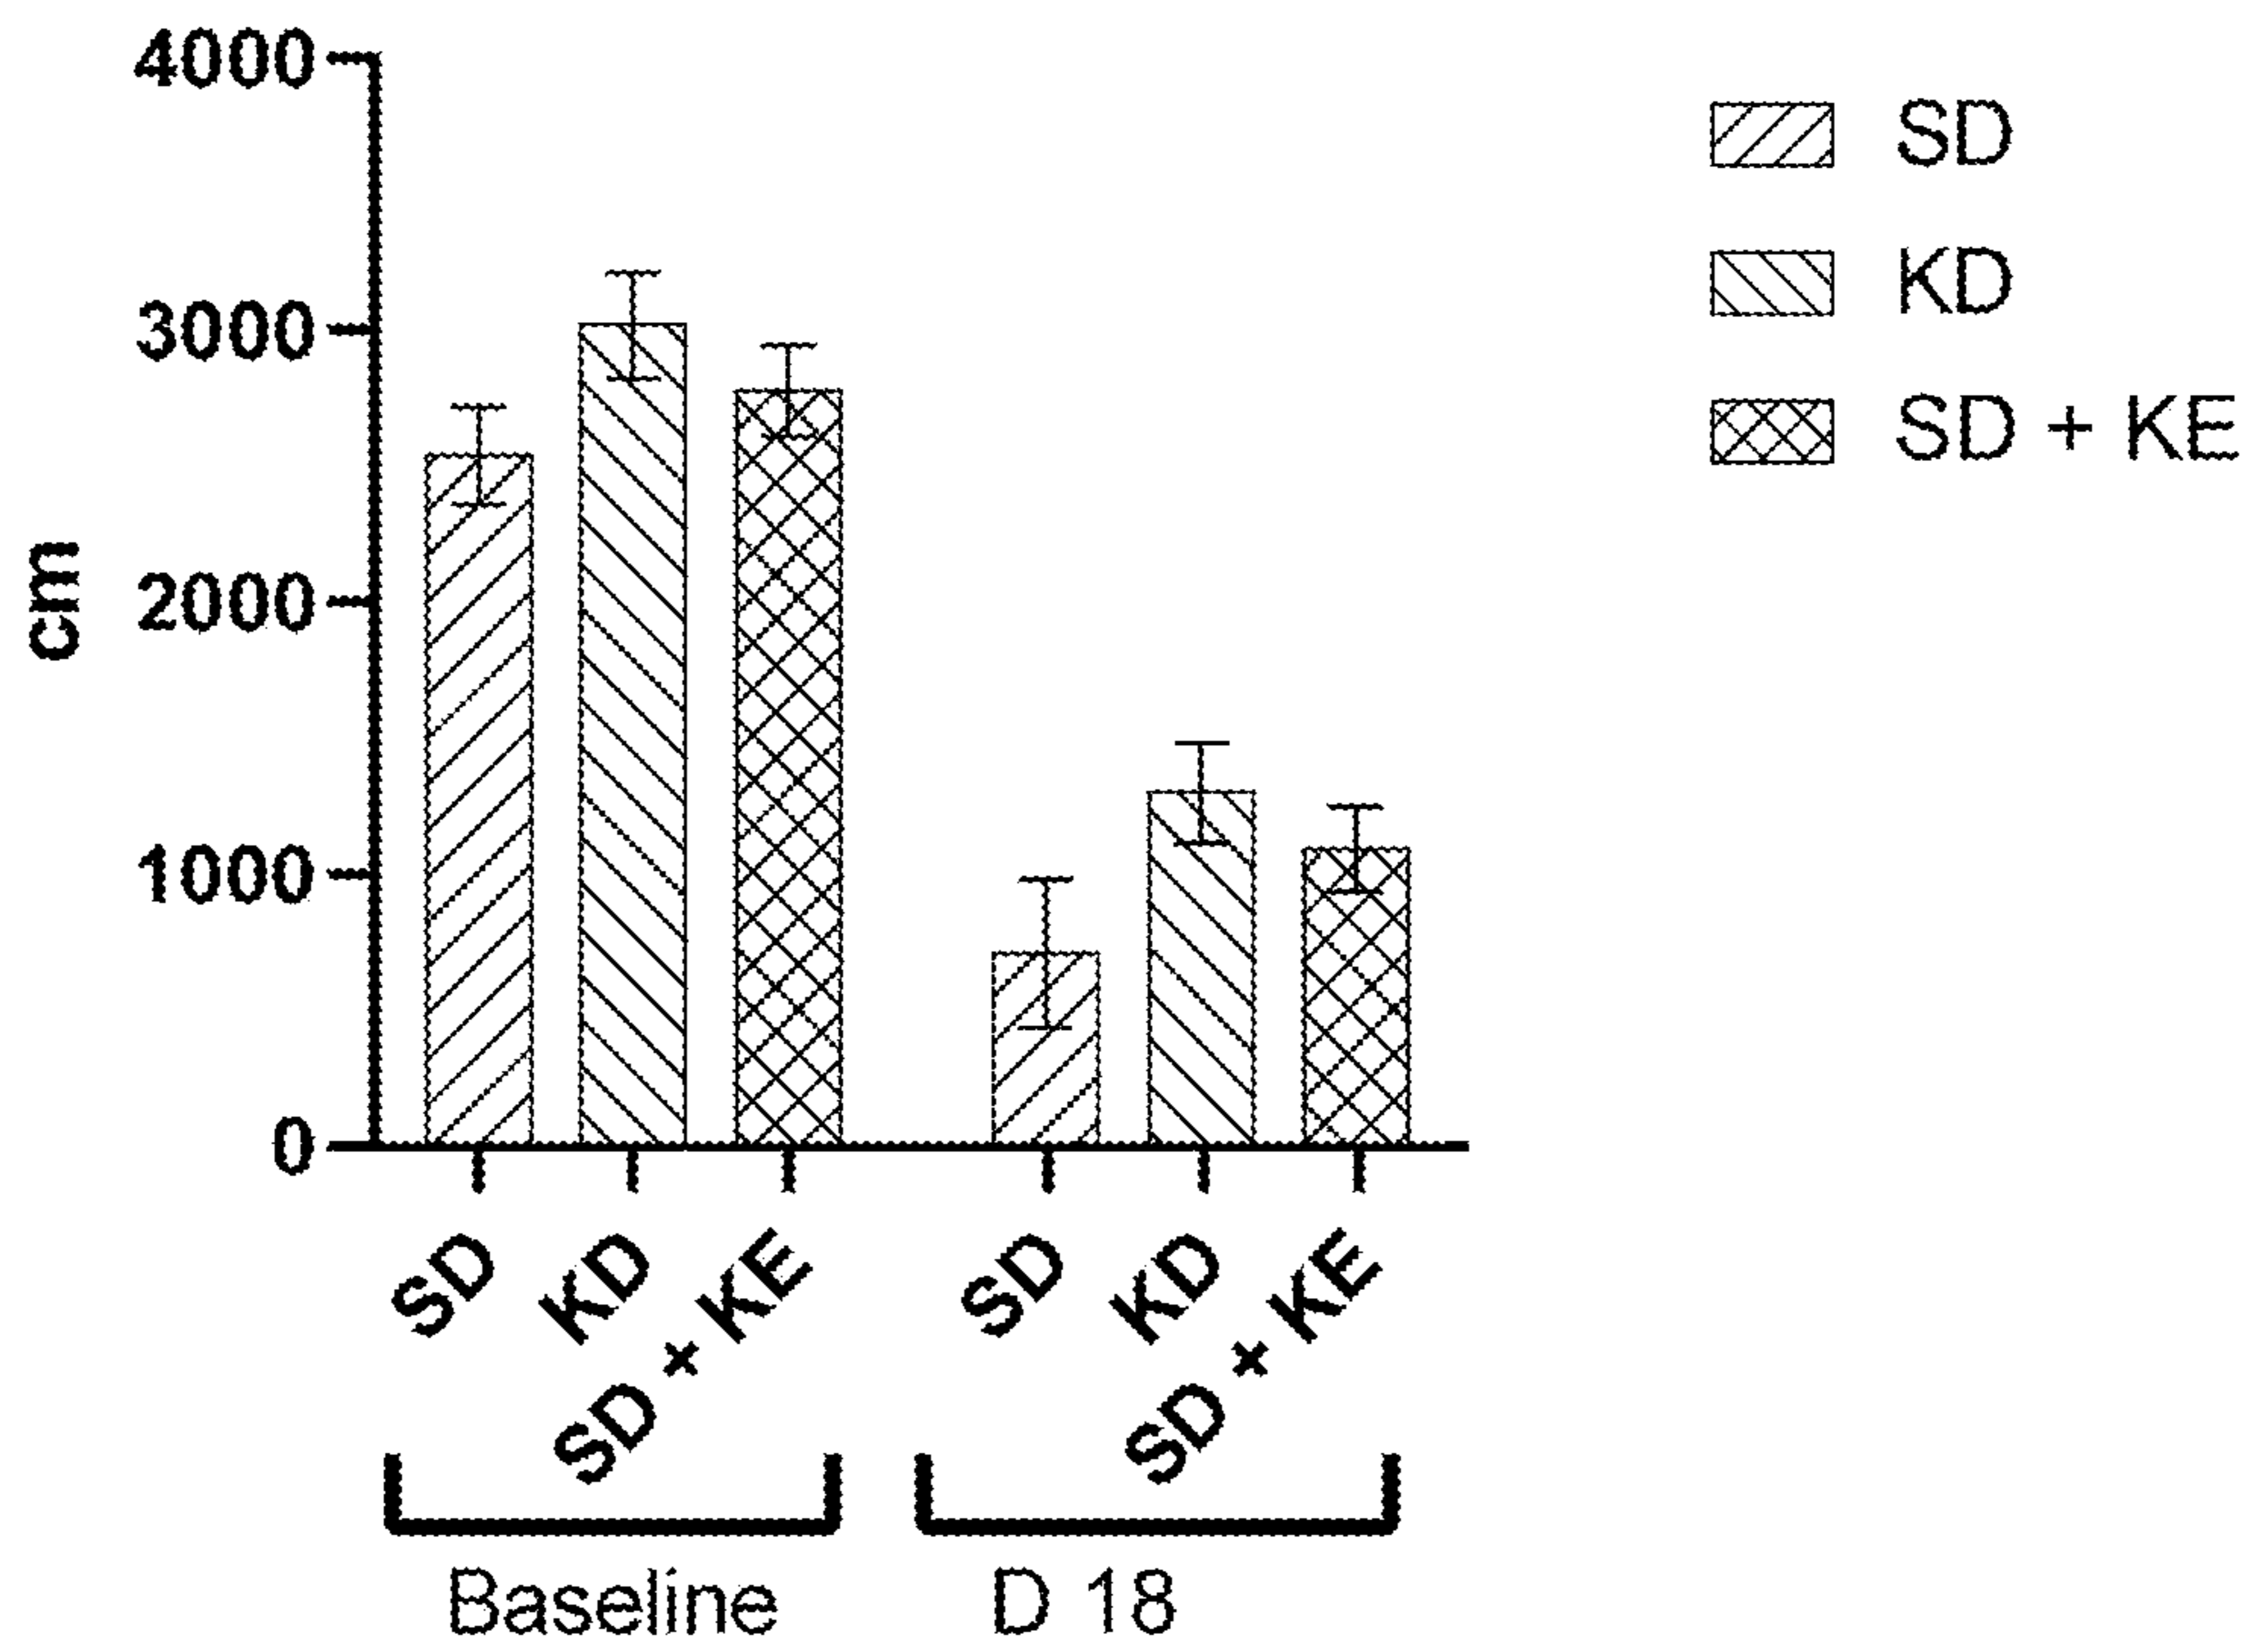 4000
3000
2000
1000
0
cm
SD
KD
SD + KE
SD
KD
SD + KE
SD
KD
SD + KE
Baseline
D 18